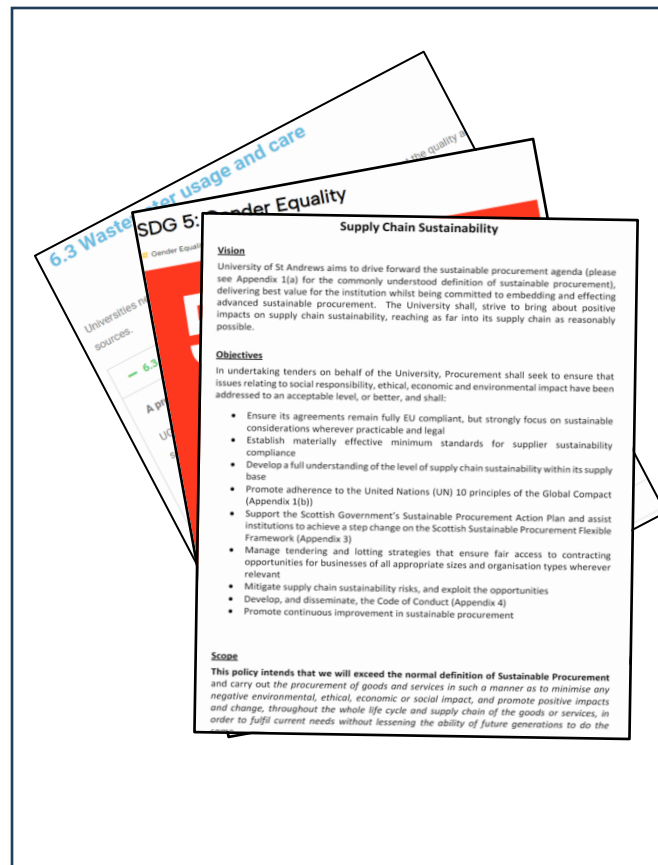 6.3 Wastewater usage and care
the quality a
Universities
sources.
6.3
SDG 5: Gender Equality
Gender Equali
Supply Chain Sustainability
Vision
University of St Andrews aims to drive forward the sustainable procurement agenda (please
see Appendix 1(a) for the commonly understood definition of sustainable procurement),
delivering best value for the institution whilst being committed to embedding and effecting
advanced sustainable procurement. The University shall, strive to bring about positive
impacts on supply chain sustainability, reaching as far into its supply chain as reasonably
possible.
Objectives
In undertaking tenders on behalf of the University, Procurement shall seek to ensure that
issues relating to social responsibility, ethical, economic and environmental impact have been
addressed to an acceptable level, or better, and shall:
• Ensure its agreements remain fully EU compliant, but strongly focus on sustainable
considerations wherever practicable and legal
• Establish materially effective minimum standards for supplier sustainability
compliance
• Develop a full understanding of the level of supply chain sustainability within its supply
base
• Promote adherence to the United Nations (UN) 10 principles of the Global Compact
(Appendix 1(b))
• Support the Scottish Government's Sustainable Procurement Action Plan and assist
institutions to achieve a step change on the Scottish Sustainable Procurement Flexible
Framework (Appendix 3)
• Manage tendering and lotting strategies that ensure fair access to contracting
opportunities for businesses of all appropriate sizes and organisation types wherever
relevant
• Mitigate supply chain sustainability risks, and exploit the opportunities
• Develop, and disseminate, the Code of Conduct (Appendix 4)
• Promote continuous improvement in sustainable procurement
Scope
This policy intends that we will exceed the normal definition of Sustainable Procurement
and carry out the procurement of goods and services in such a manner as to minimise any
negative environmental, ethical, economic or social impact, and promote positive impacts
and change, throughout the whole life cycle and supply chain of the goods or services, in
order to fulfil current needs without lessening the ability of future generations to do the